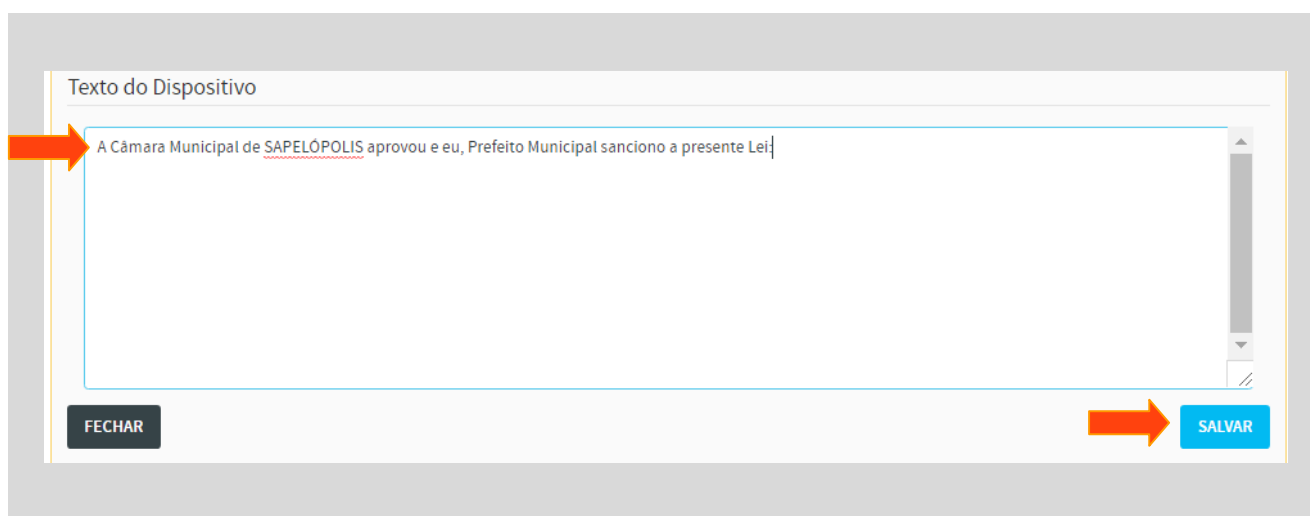 Texto do Dispositivo
A Câmara Municipal de SAPELÓPOLIS aprovou e eu, Prefeito Municipal sanciono a presente Lei:
FECHAR
SALVAR